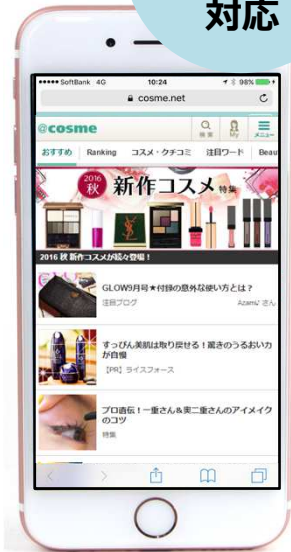 対応
SoftBank 4G 10:24 98%
cosme.net
@cosme
検索 My メニュー
おすすめ Ranking コスメ・クチコミ 注目ワード Beau
2016
秋 新作コスメ 特集
2016 秋 新作コスメが続々登場！
GLOW9月号★付録の意外な使い方とは？
注目ブログ Azami♪ さん
すっぴん美肌は取り戻せる！驚きのうるおい力
が自慢
【PR】ライスフォース
プロ直伝！一重さん&奥二重さんのアイメイク
のコツ
特集